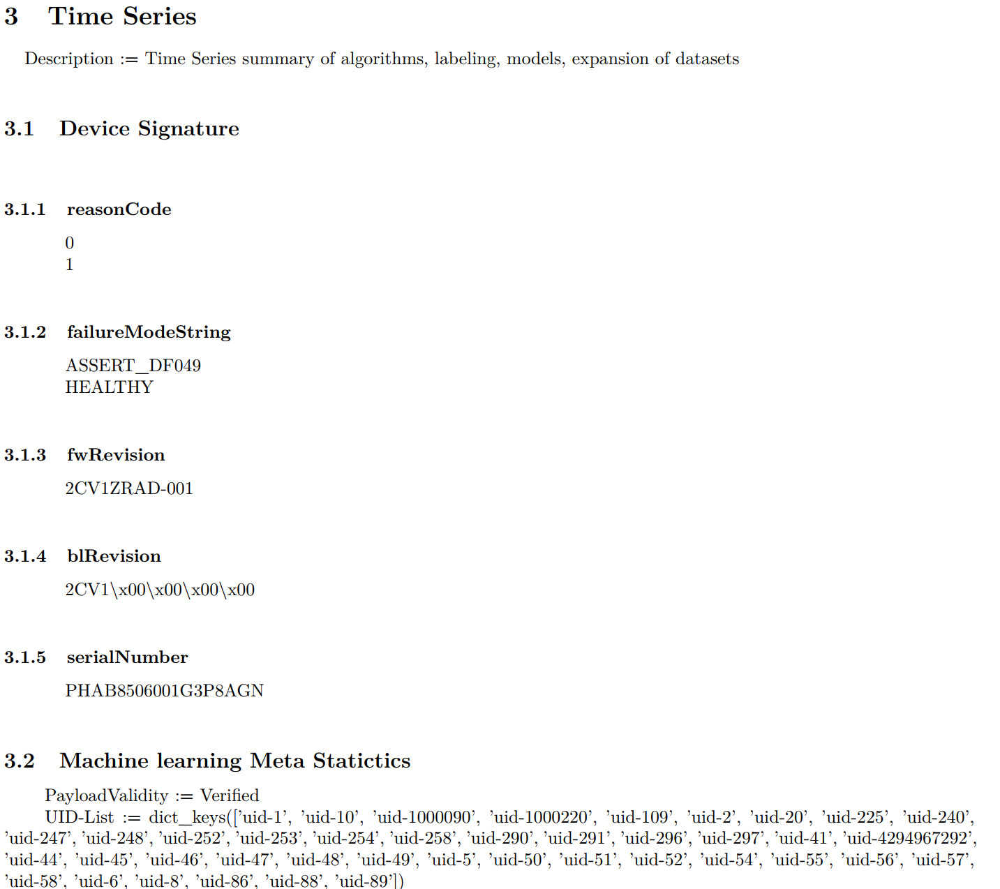 3 Time Series
Description := Time Series summary of algorithms, labeling, models, expansion of datasets
3.1 Device Signature
3.1.1 reasonCode
0
1
3.1.2 failureModeString
ASSERT_DF049
HEALTHY
3.1.3 fwRevision
2CV1ZRAD-001
3.1.4 blRevision
2CV1\x00\x00\x00\x00
3.1.5 serialNumber
PHAB8506001G3P8AGN
3.2 Machine learning Meta Statictics
PayloadValidity := Verified
UID-List := dict_keys(['uid-1', 'uid-10', 'uid-1000090', 'uid-1000220', 'uid-109', 'uid-2', 'uid-20', 'uid-225', 'uid-240',
'uid-247', 'uid-248', 'uid-252', 'uid-253', 'uid-254', 'uid-258', 'uid-290', 'uid-291', 'uid-296', 'uid-297', 'uid-41', 'uid-4294967292',
'uid-44', 'uid-45', 'uid-46', 'uid-47', 'uid-48', 'uid-49', 'uid-5', 'uid-50', 'uid-51', 'uid-52', 'uid-54', 'uid-55', 'uid-56', 'uid-57',
'uid-58', 'uid-6', 'uid-8', 'uid-86', 'uid-88', 'uid-89'])